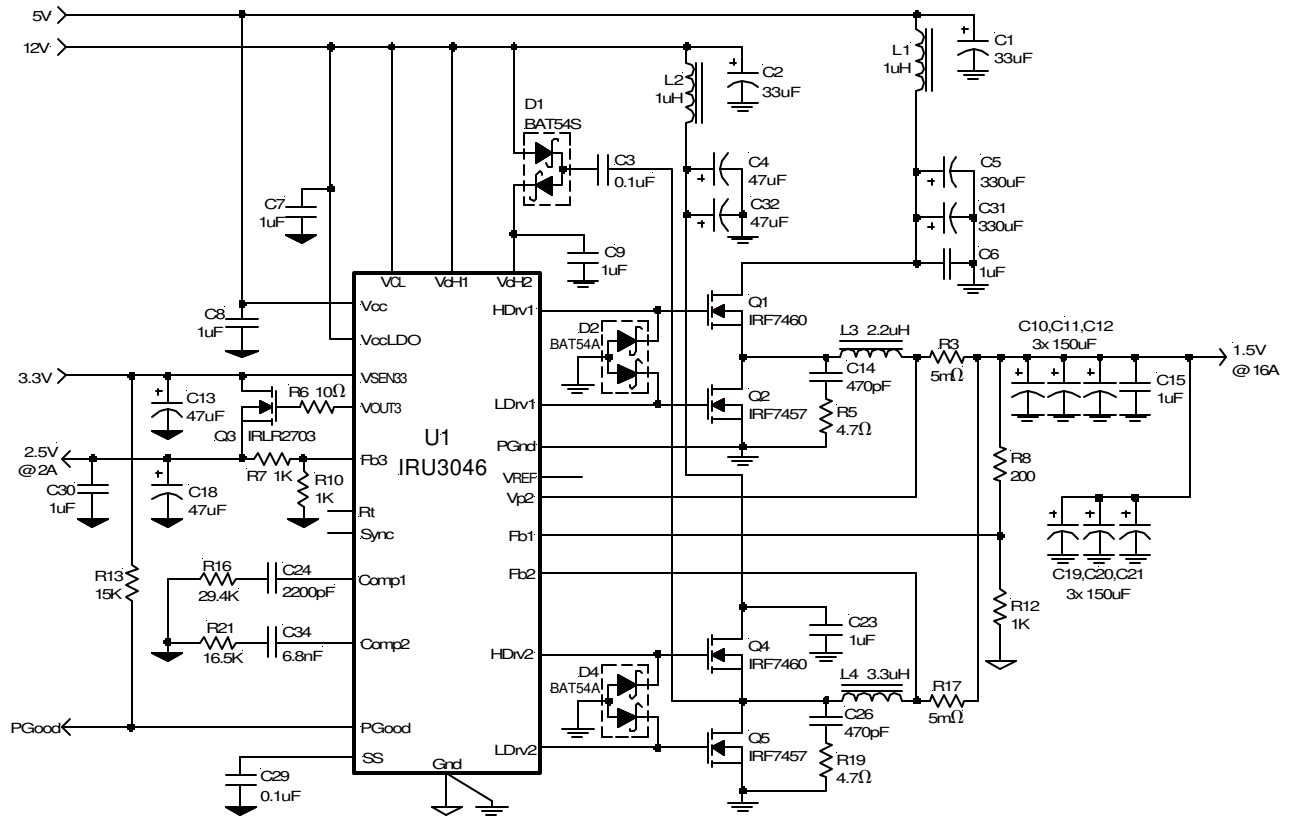 5V
12V
L1
1uH
C1
33uF
L2
1uH
C2
33uF
D1
BAT54S
C3
0.1uF
C4
47uF
C32
47uF
C5
330uF
C31
330uF
C6
1uF
C7
1uF
C9
1uF
C8
1uF
VCL
VcH1
VcH2
Vcc
VccLDO
VSEN33
VOUT3
Fb3
Rt
Sync
Comp1
Comp2
PGood
SS
Gnd
U1
IRU3046
HDrv1
LDrv1
PGnd
VREF
Vp2
Fb1
Fb2
HDrv2
LDrv2
3.3V
C13
47uF
R6 10Ω
Q3
IRLR2703
2.5V
@ 2A
R7 1K
R10
1K
C30
1uF
C18
47uF
R13
15K
R16
29.4K
C24
2200pF
R21
16.5K
C34
6.8nF
PGood
C29
0.1uF
D2
BAT54A
Q1
IRF7460
Q2
IRF7457
L3 2.2uH
C14
470pF
R5
4.7Ω
R3
5mΩ
C10,C11,C12
3x 150uF
C15
1uF
1.5V
@ 16A
R8
200
C19,C20,C21
3x 150uF
R12
1K
C23
1uF
D4
BAT54A
Q4
IRF7460
Q5
IRF7457
L4 3.3uH
C26
470pF
R19
4.7Ω
R17
5mΩ